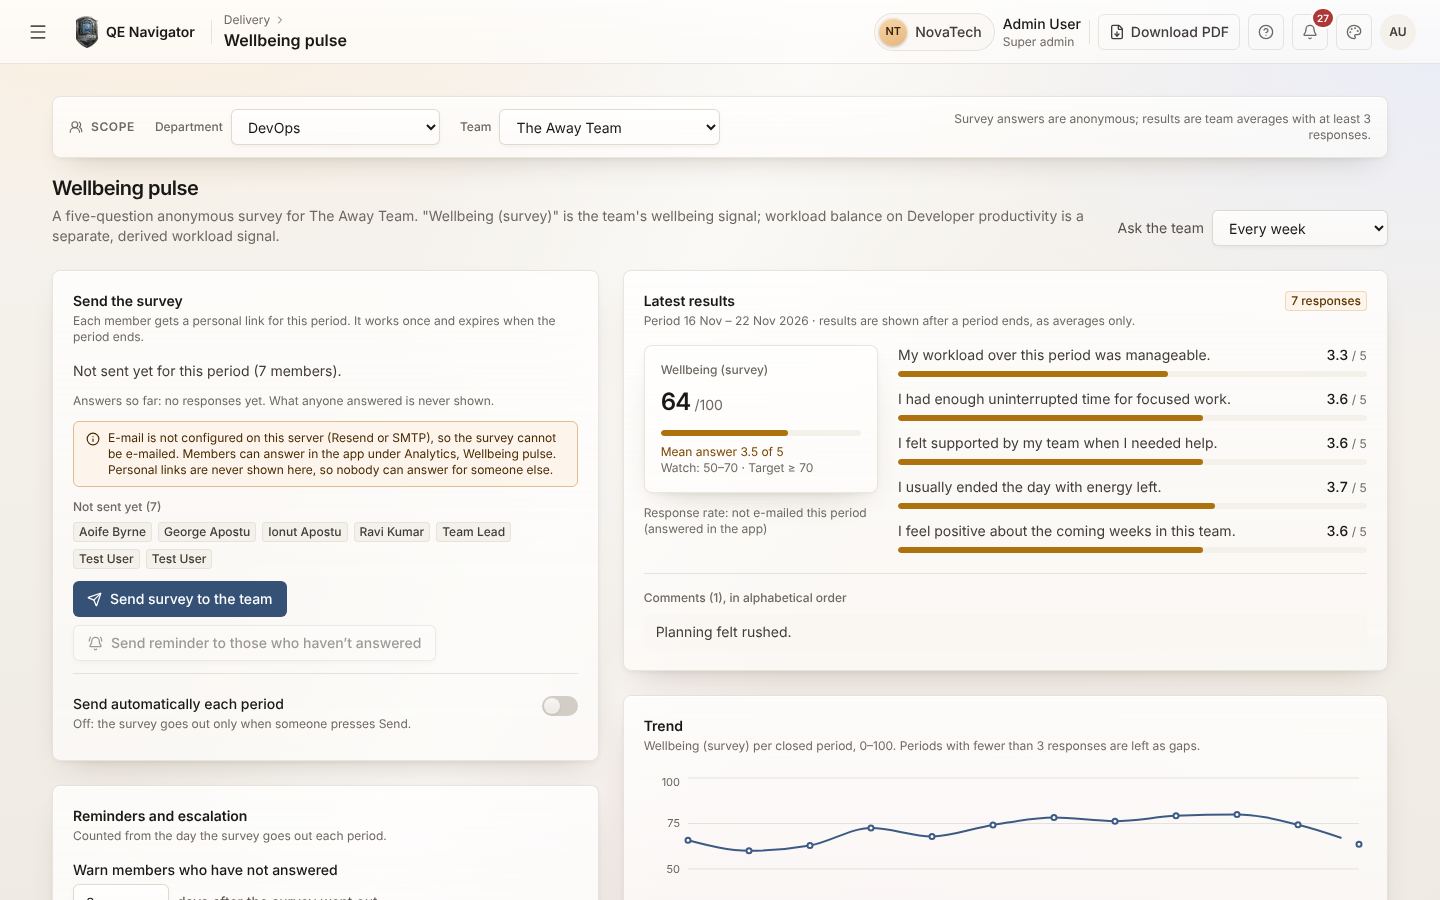 QE Navigator
Delivery
Wellbeing pulse
NT NovaTech
Admin User
Super admin
Download PDF
27
AU
SCOPE Department DevOps Team The Away Team
Survey answers are anonymous; results are team averages with at least 3
responses.
Wellbeing pulse
A five-question anonymous survey for The Away Team. "Wellbeing (survey)" is the team's wellbeing signal; workload balance on Developer productivity is a
separate, derived workload signal.
Ask the team Every week
Send the survey
Each member gets a personal link for this period. It works once and expires when the
period ends.
Not sent yet for this period (7 members).
Answers so far: no responses yet. What anyone answered is never shown.
E-mail is not configured on this server (Resend or SMTP), so the survey cannot
be e-mailed. Members can answer in the app under Analytics, Wellbeing pulse.
Personal links are never shown here, so nobody can answer for someone else.
Not sent yet (7)
Aoife Byrne George Apostu Ionut Apostu Ravi Kumar Team Lead
Test User Test User
Send survey to the team
Send reminder to those who haven’t answered
Send automatically each period
Off: the survey goes out only when someone presses Send.
Reminders and escalation
Counted from the day the survey goes out each period.
Warn members who have not answered
Latest results
7 responses
Period 16 Nov – 22 Nov 2026 · results are shown after a period ends, as averages only.
Wellbeing (survey)
64 /100
Mean answer 3.5 of 5
Watch: 50–70 · Target ≥ 70
Response rate: not e-mailed this period
(answered in the app)
My workload over this period was manageable. 3.3 / 5
I had enough uninterrupted time for focused work. 3.6 / 5
I felt supported by my team when I needed help. 3.6 / 5
I usually ended the day with energy left. 3.7 / 5
I feel positive about the coming weeks in this team. 3.6 / 5
Comments (1), in alphabetical order
Planning felt rushed.
Trend
Wellbeing (survey) per closed period, 0–100. Periods with fewer than 3 responses are left as gaps.
100
75
50